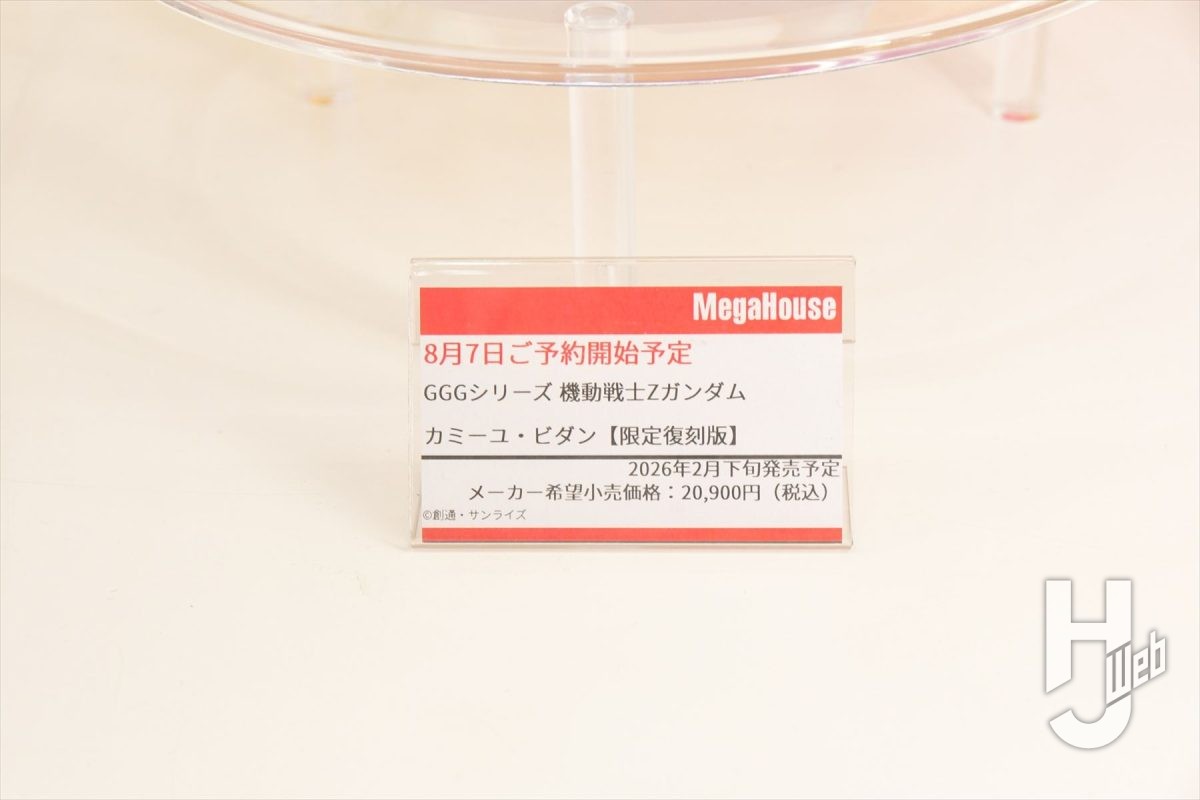 MegaHouse
8月7日ご予約開始予定
GGGシリーズ 機動戦士Zガンダム
カミーユ・ビダン【限定復刻版】
2026年2月下旬発売予定
メーカー希望小売価格：20,900円（税込）
©創通・サンライズ
HJ Web